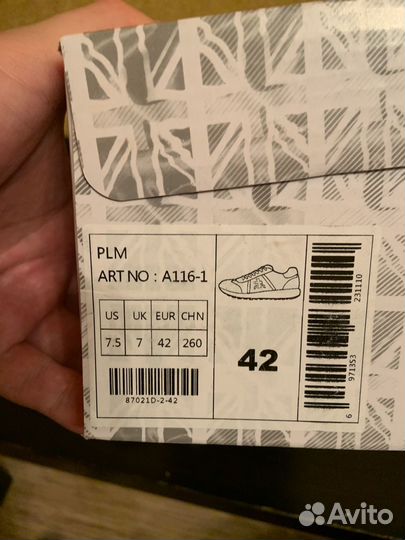 PLM
ART NO : A116-1
US UK EUR CHN
7.5 7 42 260
42
87021D-2-42
6 971353 231110
Avito